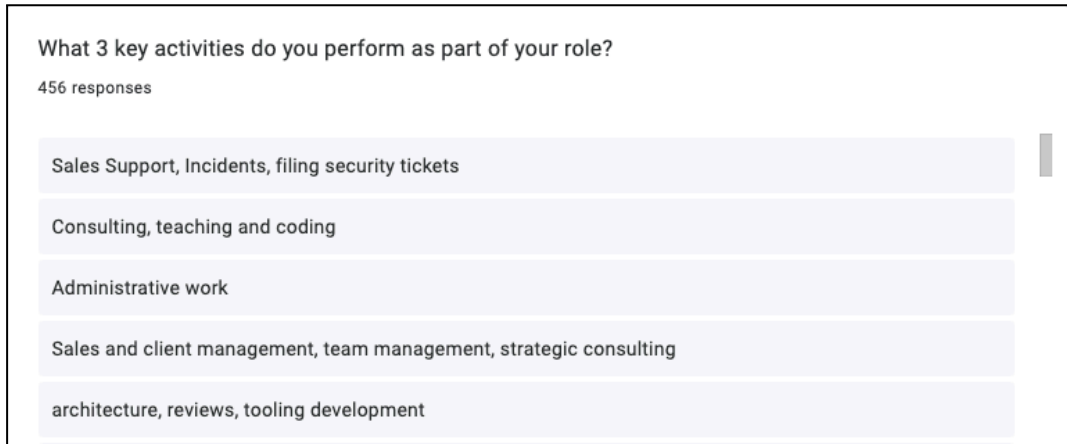 What 3 key activities do you perform as part of your role?
456 responses
Sales Support, Incidents, filing security tickets
Consulting, teaching and coding
Administrative work
Sales and client management, team management, strategic consulting
architecture, reviews, tooling development